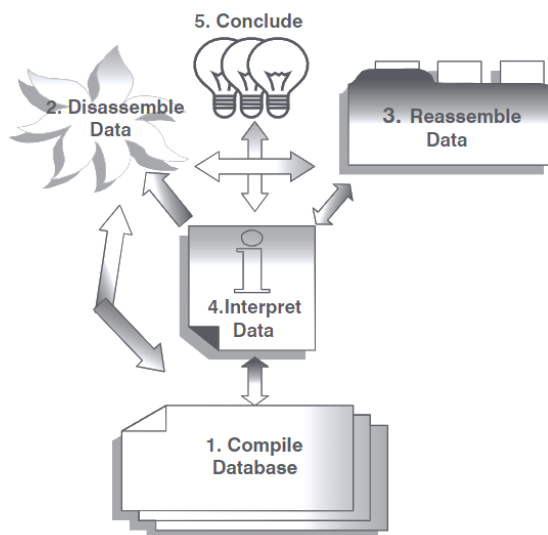 5. Conclude
2. Disassemble
Data
3. Reassemble
Data
i
4.Interpret
Data
1. Compile
Database